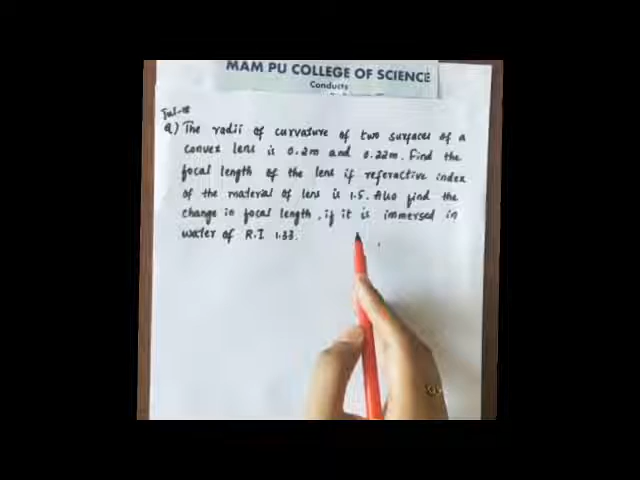 MAM PU COLLEGE OF SCIENCE
Conducts
Q) The radii of curvature of two surfaces of a
convex lens is 0.2m and 0.22m. Find the
focal length of the lens if referactive index
of the material of lens is 1.5. Also find the
change in focal length, if it is immersed in
water of R.I 1.33.